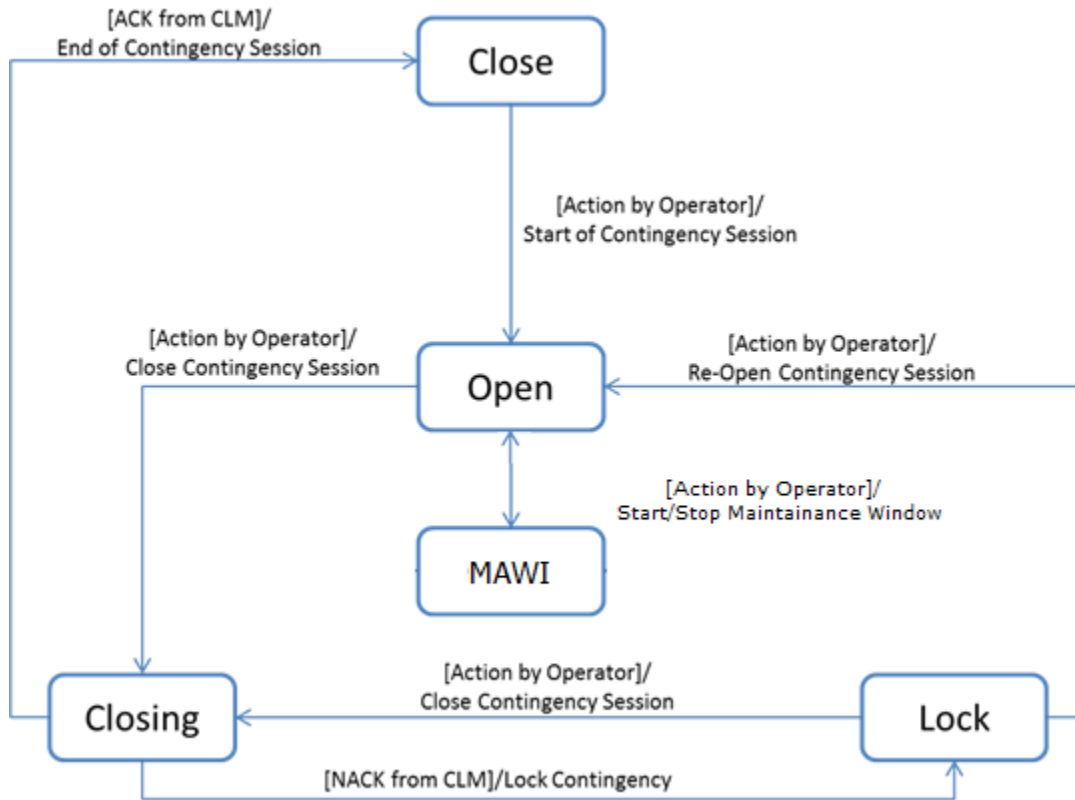 [ACK from CLM]/
End of Contingency Session
Close
[Action by Operator]/
Start of Contingency Session
[Action by Operator]/
Close Contingency Session
Open
[Action by Operator]/
Re-Open Contingency Session
[Action by Operator]/
Start/Stop Maintainance Window
MAWI
Closing
[Action by Operator]/
Close Contingency Session
Lock
[NACK from CLM]/Lock Contingency